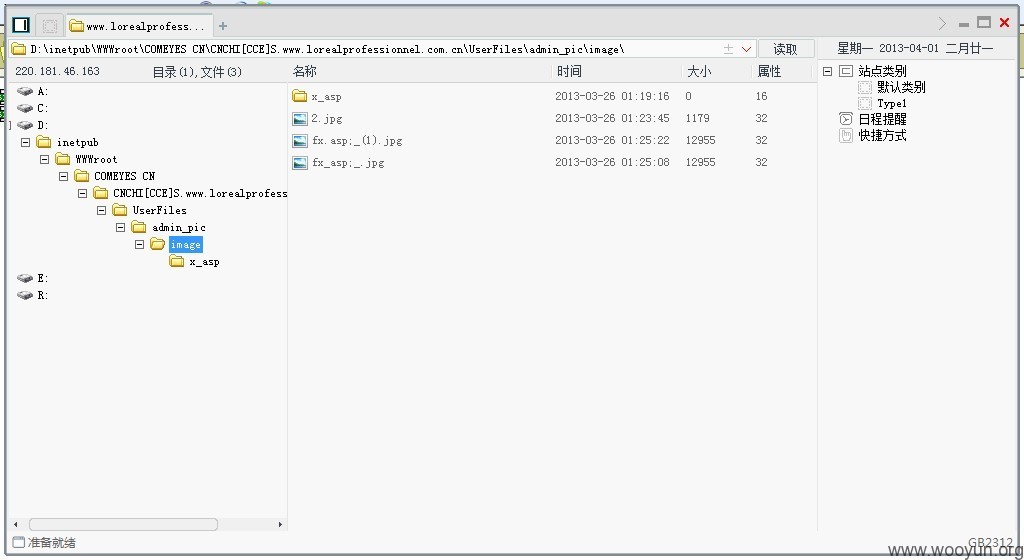 www.lorealprofess...
D:\inetpub\WWWroot\COMEYES CN\CNCHI[CCE]S.www.lorealprofessionnel.com.cn\UserFiles\admin_pic\image\
读取
星期一 2013-04-01 二月廿一
220.181.46.163 目录(1),文件(3)
名称 时间 大小 属性
A:
C:
D:
inetpub
WWWroot
COMEYES CN
CNCHI[CCE]S.www.lorealprofess
UserFiles
admin_pic
image
x_asp
E:
R:
x_asp 2013-03-26 01:19:16 0 16
2.jpg 2013-03-26 01:23:45 1179 32
fx.asp;_(1).jpg 2013-03-26 01:25:22 12955 32
fx_asp;_.jpg 2013-03-26 01:25:08 12955 32
站点类别
默认类别
Type1
日程提醒
快捷方式
准备就绪
GB2312
www.wooyun.org